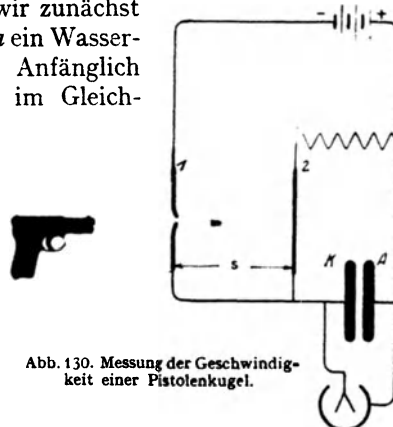 wir zunächst
a ein Wasser-
Anfänglich
im Gleich-
- +
1
2
s
K A
Abb. 130. Messung der Geschwindig-
keit einer Pistolenkugel.